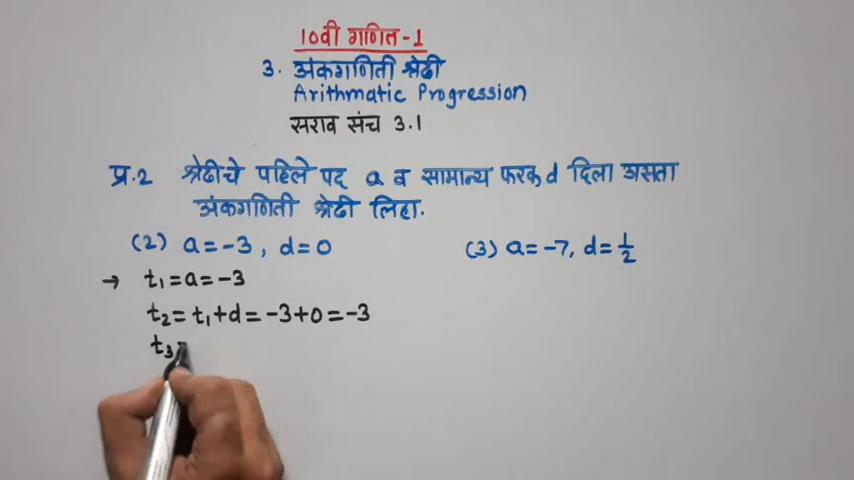 10वी गणित-1
3. अंकगणिती श्रेढी
Arithmatic Progression
सराव संच 3.1
प्र.2 श्रेढीचे पहिले पद a व सामान्य फरक d दिला असता
अंकगणिती श्रेढी लिहा.
(2) a = -3, d = 0
(3) a = -7, d = 1/2
→ t₁ = a = -3
t₂ = t₁ + d = -3 + 0 = -3
t₃ =